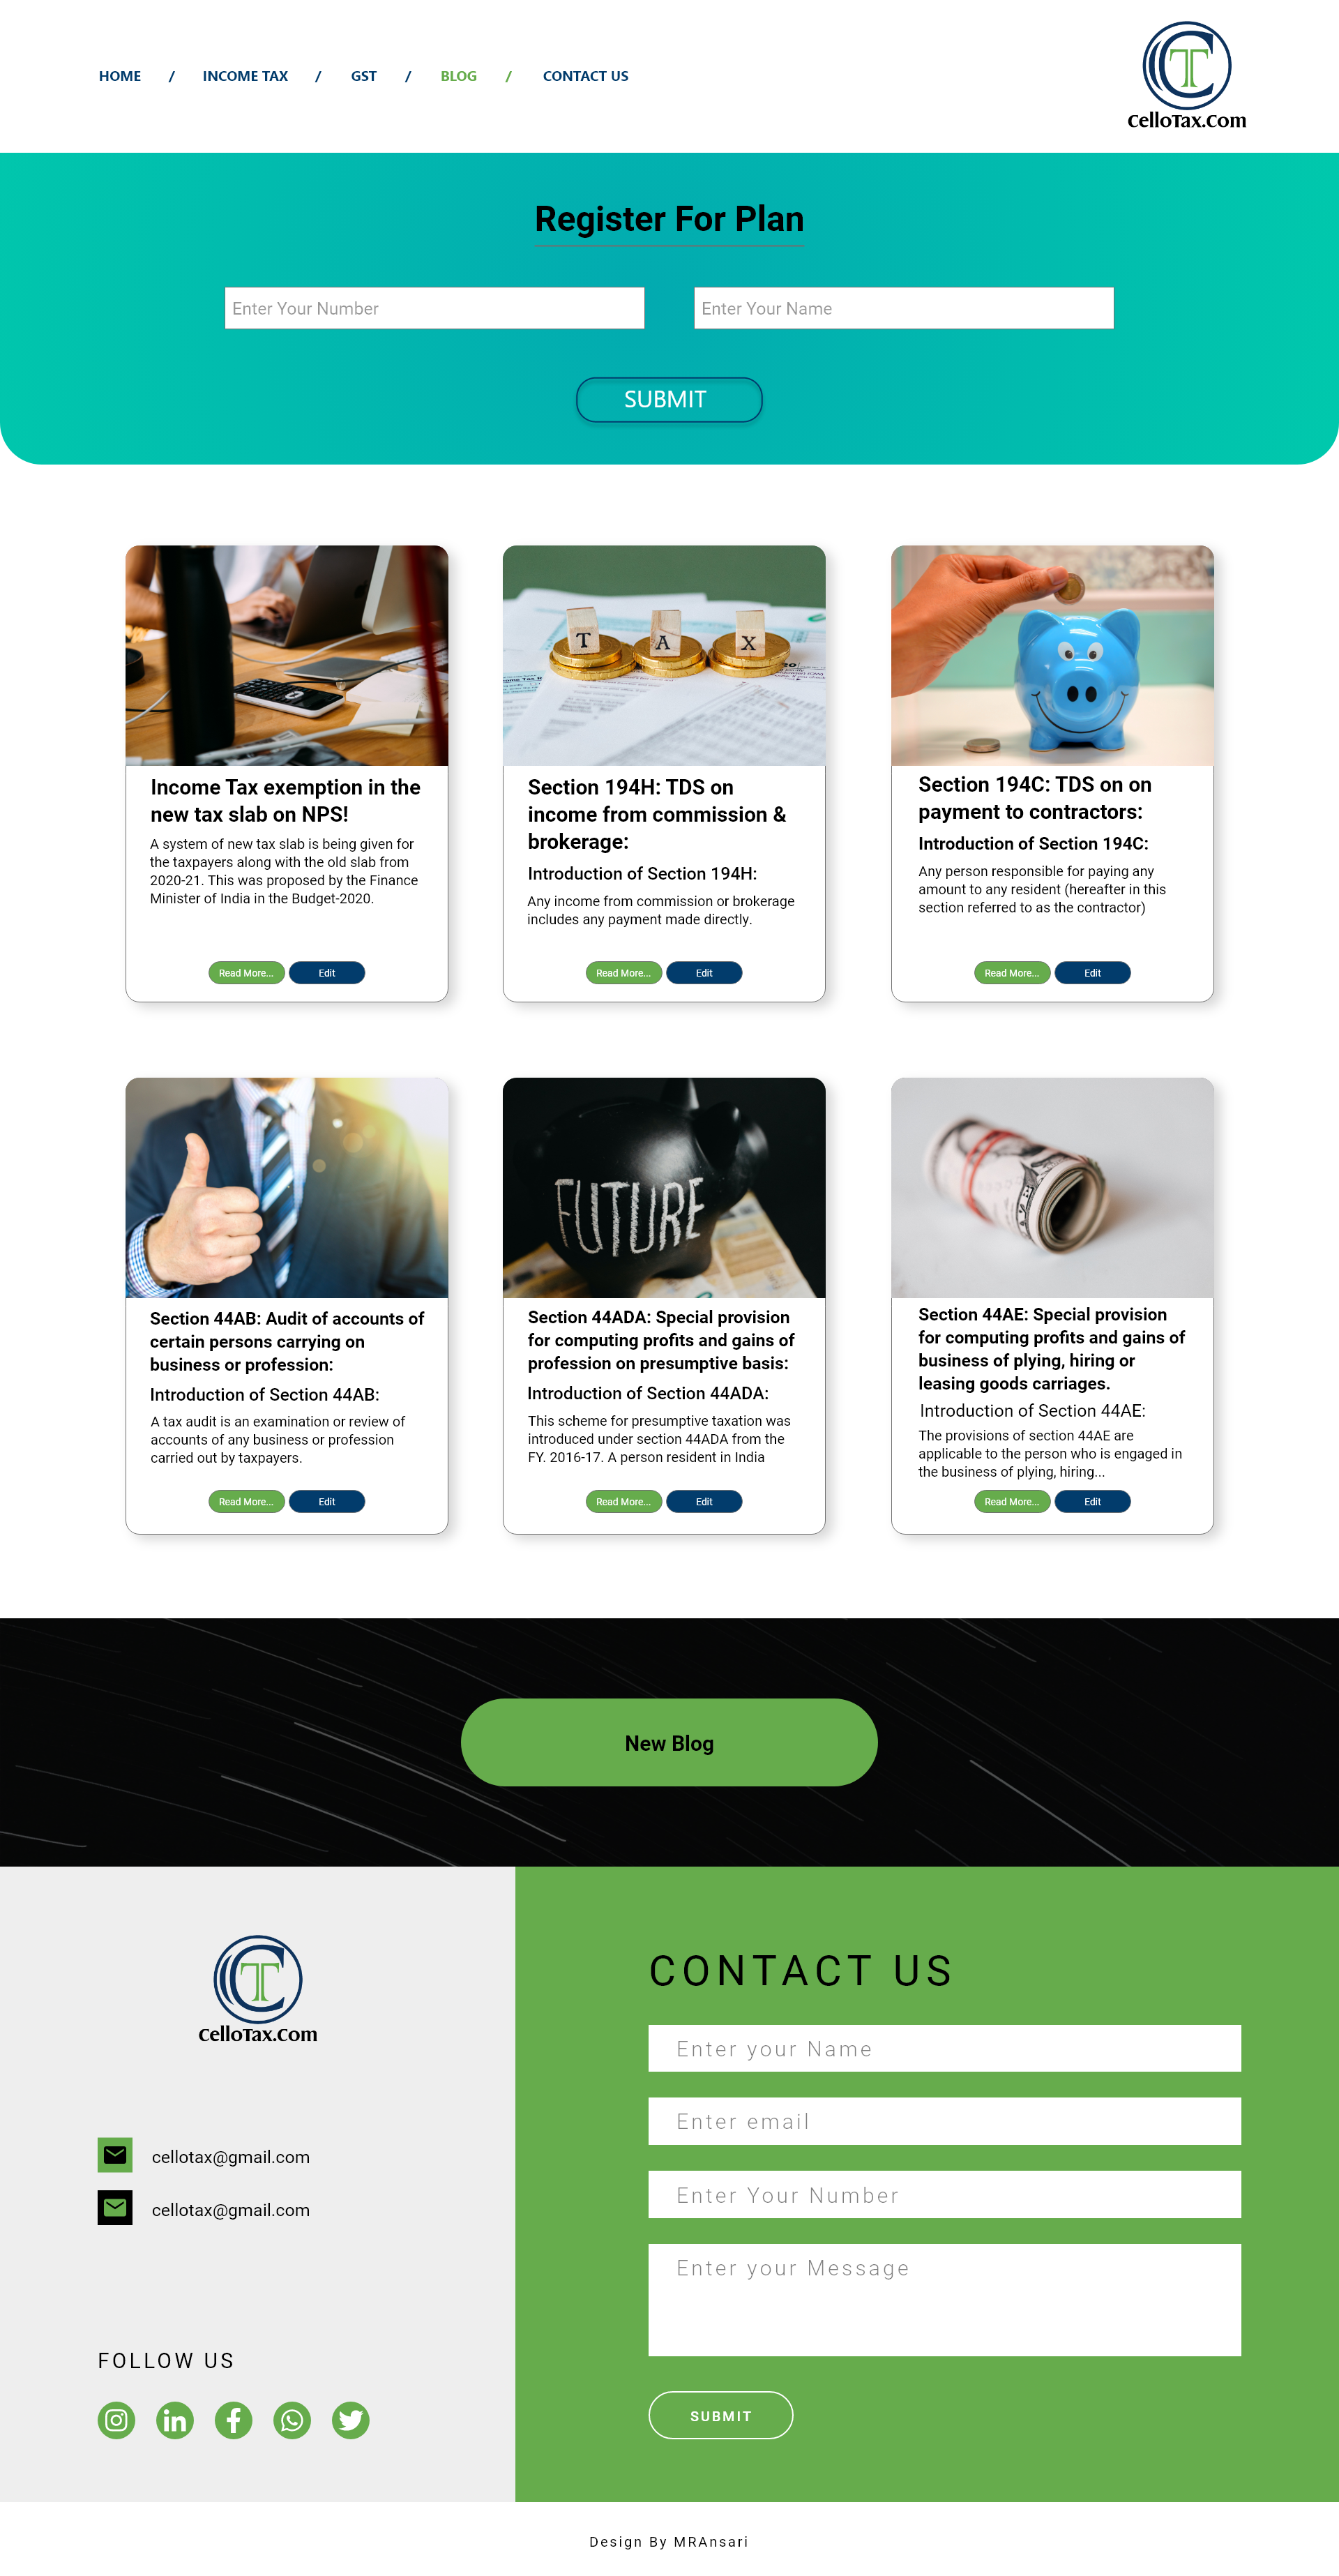 HOME / INCOME TAX / GST / BLOG / CONTACT US
CT
CelloTax.Com
Register For Plan
Enter Your Number
Enter Your Name
SUBMIT
T A X
Income Tax exemption in the
new tax slab on NPS!
A system of new tax slab is being given for
the taxpayers along with the old slab from
2020-21. This was proposed by the Finance
Minister of India in the Budget-2020.
Read More... Edit
Section 194H: TDS on
income from commission &
brokerage:
Introduction of Section 194H:
Any income from commission or brokerage
includes any payment made directly.
Read More... Edit
Section 194C: TDS on on
payment to contractors:
Introduction of Section 194C:
Any person responsible for paying any
amount to any resident (hereafter in this
section referred to as the contractor)
Read More... Edit
FUTURE
Section 44AB: Audit of accounts of
certain persons carrying on
business or profession:
Introduction of Section 44AB:
A tax audit is an examination or review of
accounts of any business or profession
carried out by taxpayers.
Read More... Edit
Section 44ADA: Special provision
for computing profits and gains of
profession on presumptive basis:
Introduction of Section 44ADA:
This scheme for presumptive taxation was
introduced under section 44ADA from the
FY. 2016-17. A person resident in India
Read More... Edit
Section 44AE: Special provision
for computing profits and gains of
business of plying, hiring or
leasing goods carriages.
Introduction of Section 44AE:
The provisions of section 44AE are
applicable to the person who is engaged in
the business of plying, hiring...
Read More... Edit
New Blog
CT
CelloTax.Com
cellotax@gmail.com
cellotax@gmail.com
FOLLOW US
CONTACT US
Enter your Name
Enter email
Enter Your Number
Enter your Message
SUBMIT
Design By MRAnsari